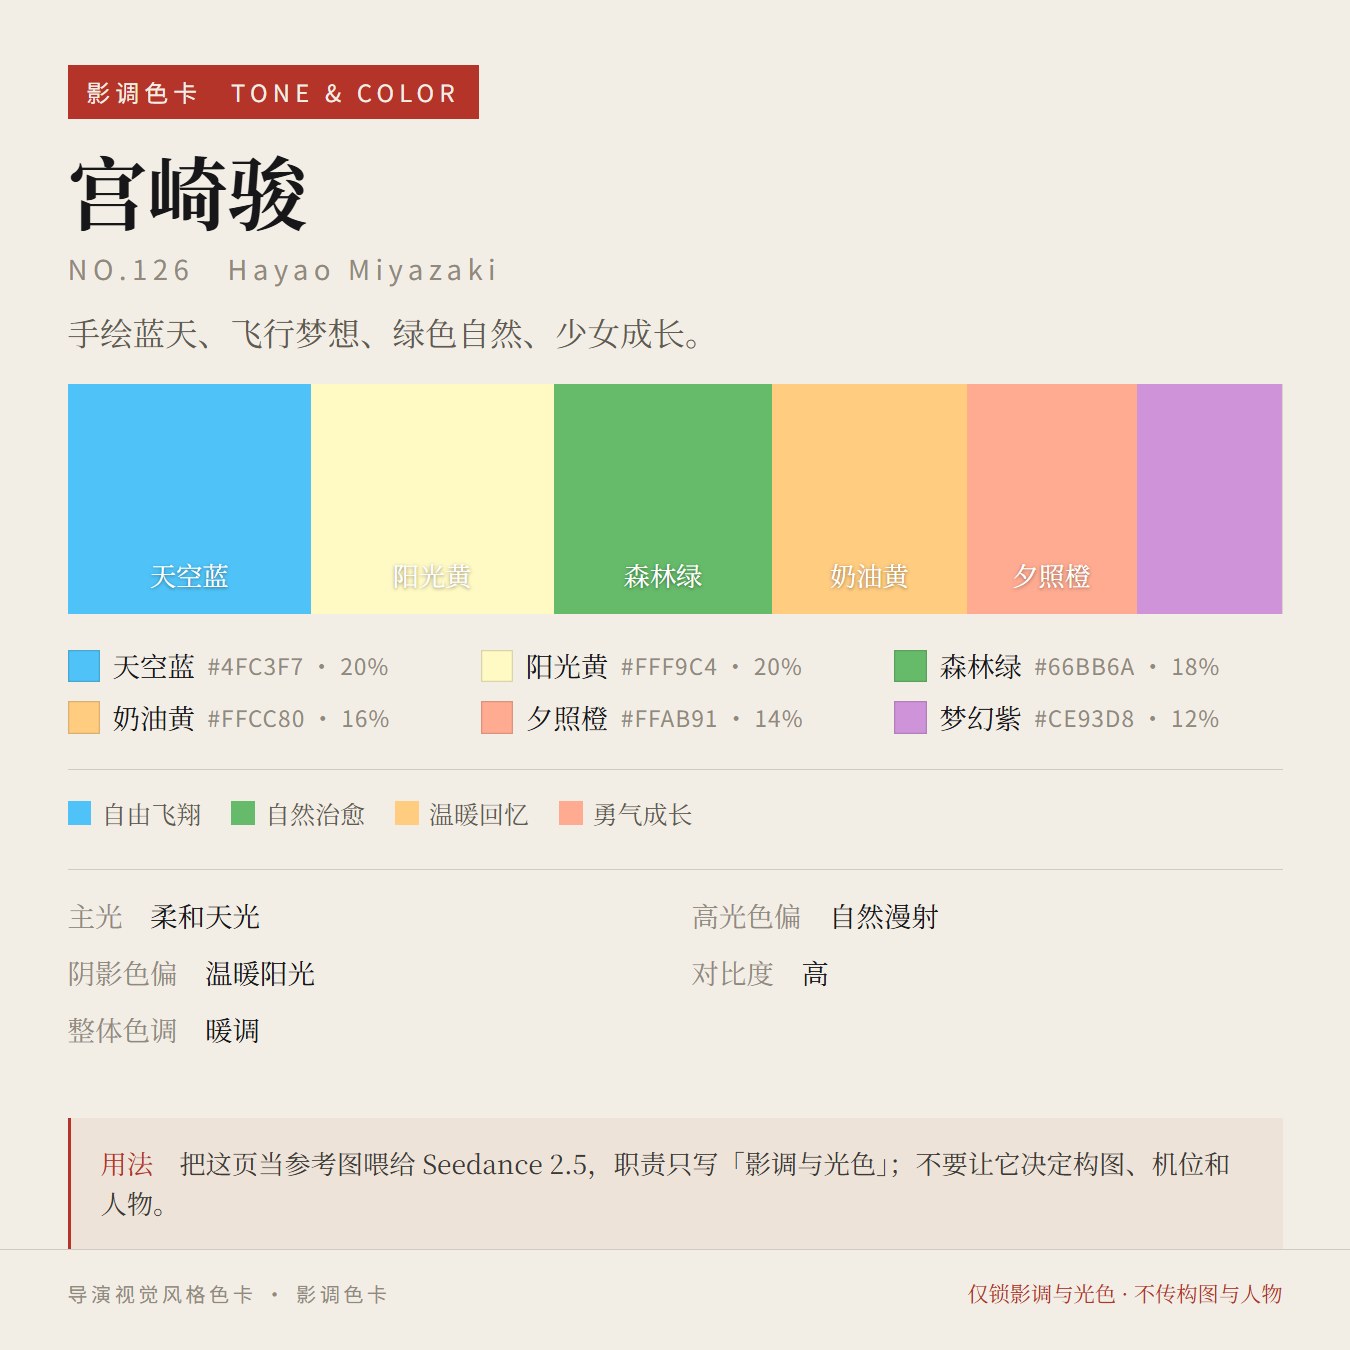 影调色卡 TONE & COLOR
宫崎骏
NO.126 Hayao Miyazaki
手绘蓝天、飞行梦想、绿色自然、少女成长。
天空蓝 阳光黄 森林绿 奶油黄 夕照橙
天空蓝 #4FC3F7 · 20% 阳光黄 #FFF9C4 · 20% 森林绿 #66BB6A · 18%
奶油黄 #FFCC80 · 16% 夕照橙 #FFAB91 · 14% 梦幻紫 #CE93D8 · 12%
自由飞翔 自然治愈 温暖回忆 勇气成长
主光 柔和天光 高光色偏 自然漫射
阴影色偏 温暖阳光 对比度 高
整体色调 暖调
用法 把这页当参考图喂给 Seedance 2.5，职责只写「影调与光色」；不要让它决定构图、机位和
人物。
导演视觉风格色卡 · 影调色卡 仅锁影调与光色 · 不传构图与人物